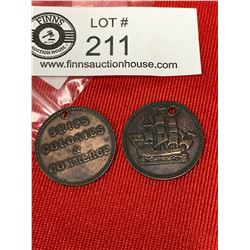 FINNS
AUCTION HOUSE
LOT #
211
www.finnsauctionhouse.com
SHIPS
COLONIES
&
COMMERCE